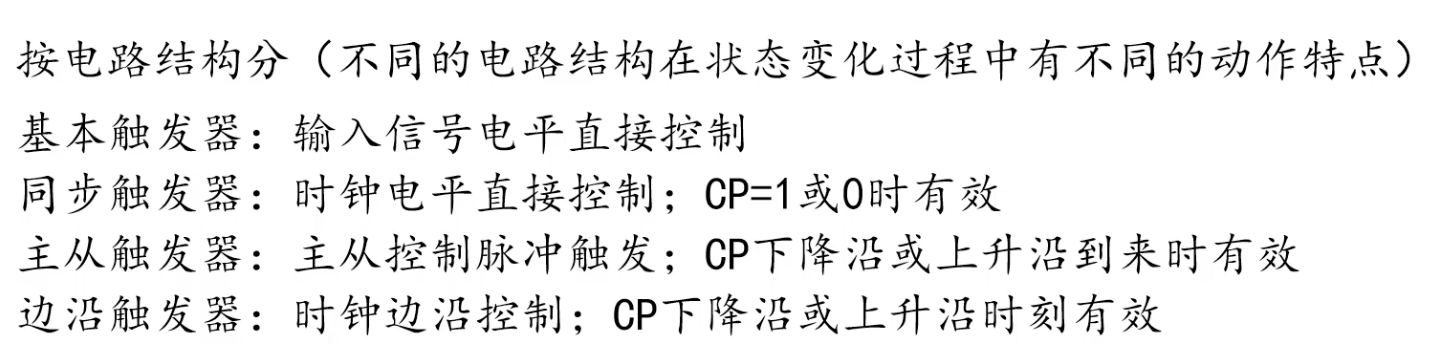 按电路结构分（不同的电路结构在状态变化过程中有不同的动作特点）
基本触发器：输入信号电平直接控制
同步触发器：时钟电平直接控制；CP=1或0时有效
主从触发器：主从控制脉冲触发；CP下降沿或上升沿到来时有效
边沿触发器：时钟边沿控制；CP下降沿或上升沿时刻有效